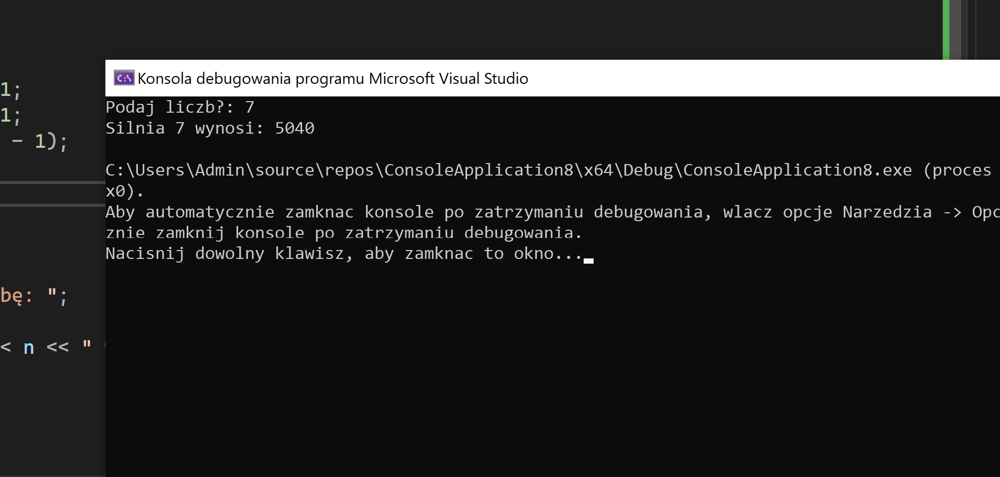 1;
1;
- 1);
bę: ";
< n << "
C:\ Konsola debugowania programu Microsoft Visual Studio
Podaj liczb?: 7
Silnia 7 wynosi: 5040
C:\Users\Admin\source\repos\ConsoleApplication8\x64\Debug\ConsoleApplication8.exe (proces
x0).
Aby automatycznie zamknac konsole po zatrzymaniu debugowania, wlacz opcje Narzedzia -> Opc
znie zamknij konsole po zatrzymaniu debugowania.
Nacisnij dowolny klawisz, aby zamknac to okno...